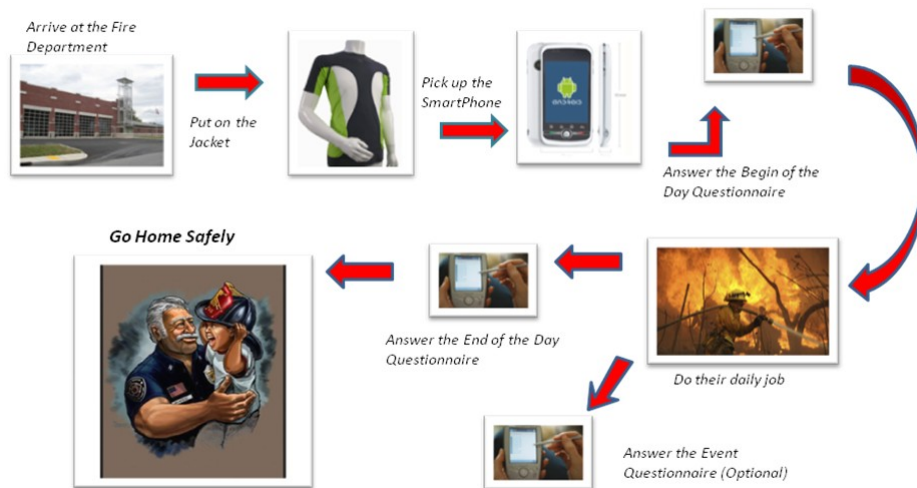 Arrive at the Fire
Department
Put on the
Jacket
Pick up the
SmartPhone
Answer the Begin of the
Day Questionnaire
Do their daily job
Answer the Event
Questionnaire (Optional)
Answer the End of the Day
Questionnaire
Go Home Safely